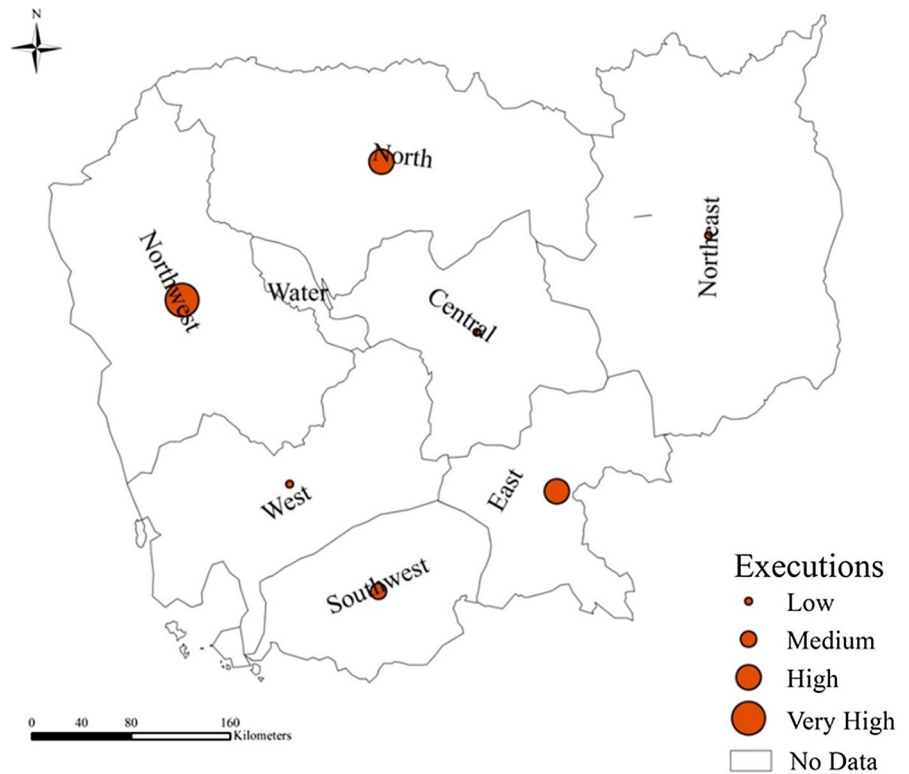 N
North
Northeast
Northwest
Water
Central
West
East
Southwest
Executions
Low
Medium
High
Very High
No Data
0 40 80 160
Kilometers